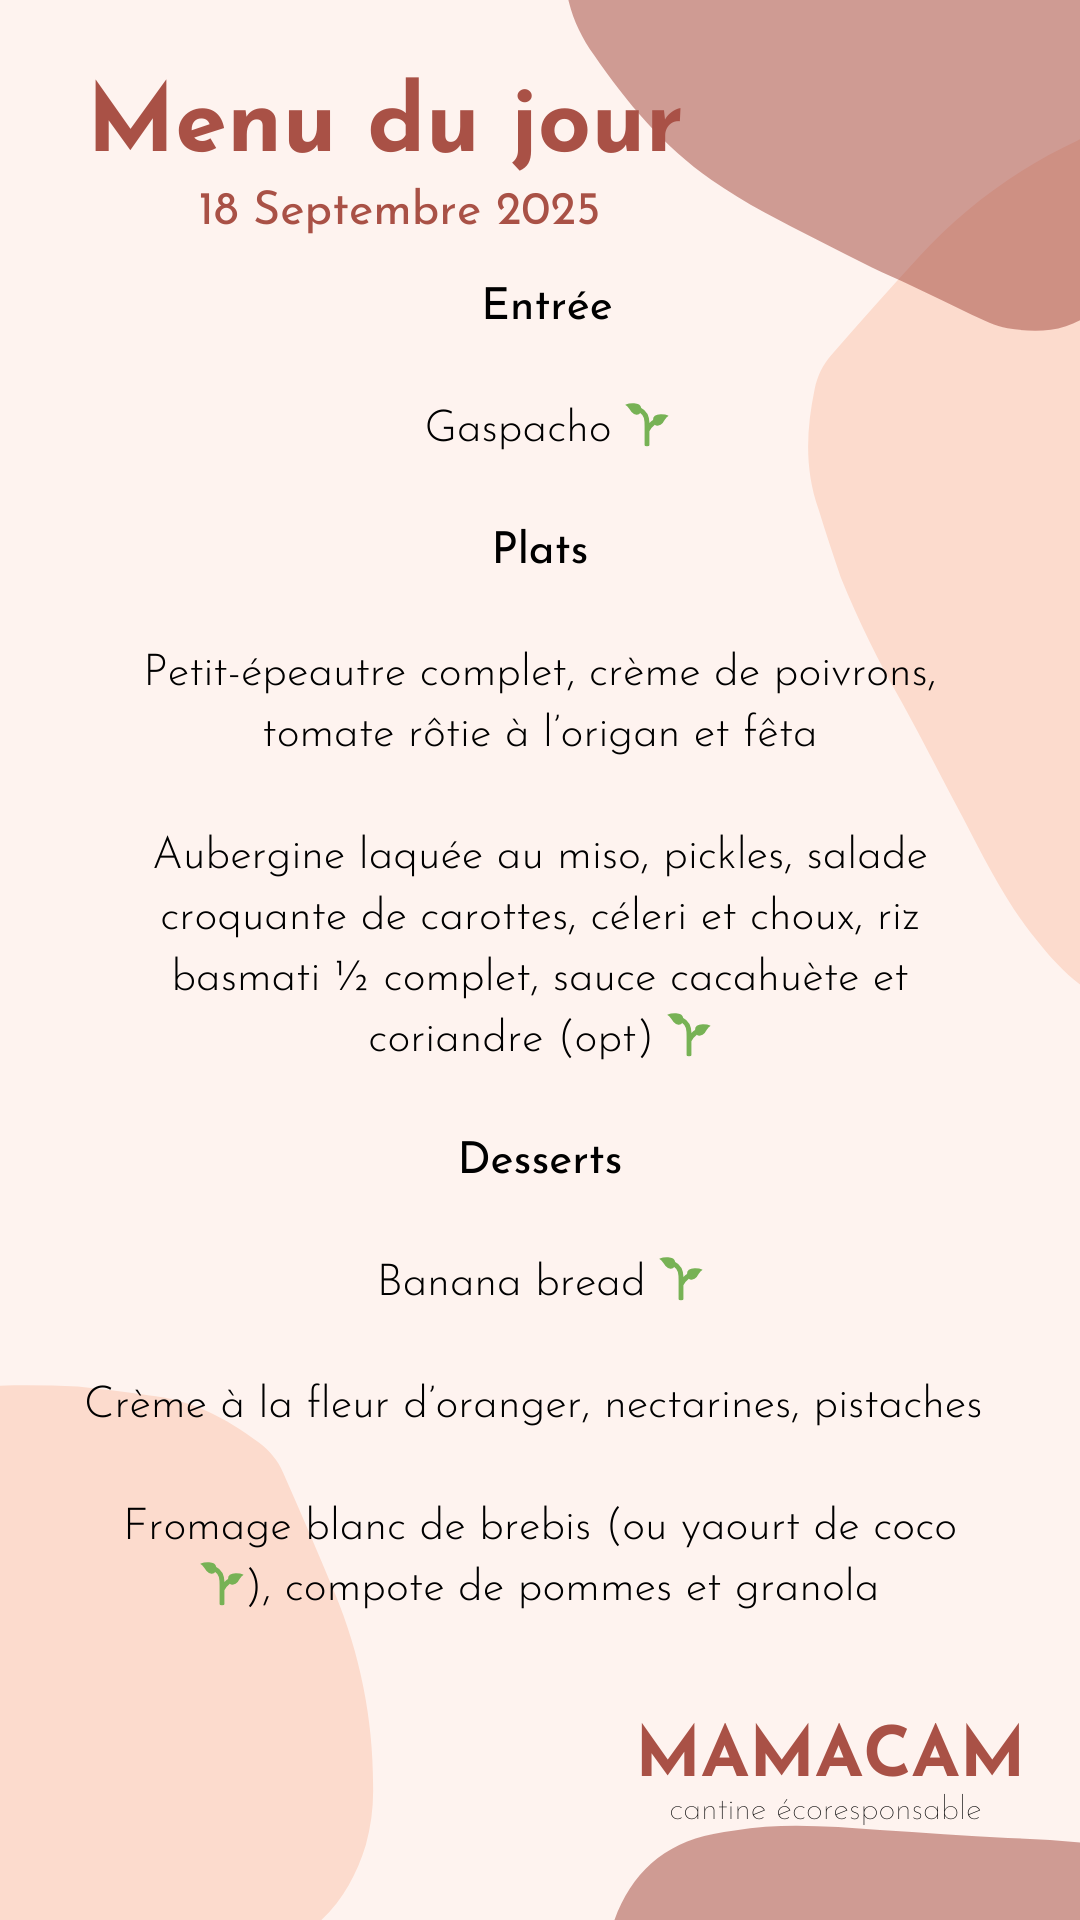 Menu du jour
18 Septembre 2025
Entrée
Gaspacho 🌱
Plats
Petit-épeautre complet, crème de poivrons,
tomate rôtie à l’origan et fêta
Aubergine laquée au miso, pickles, salade
croquante de carottes, céleri et choux, riz
basmati ½ complet, sauce cacahuète et
coriandre (opt) 🌱
Desserts
Banana bread 🌱
Crème à la fleur d’oranger, nectarines, pistaches
Fromage blanc de brebis (ou yaourt de coco
🌱), compote de pommes et granola
MAMACAM
cantine écoresponsable